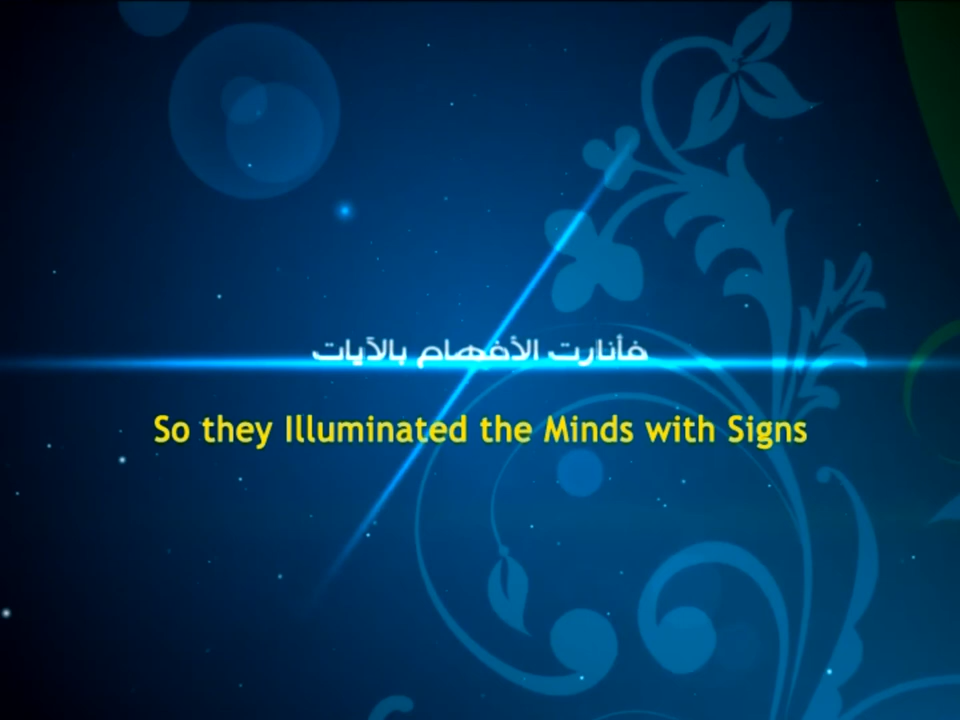 فأنارت الأفهام بالآيات
So they Illuminated the Minds with Signs